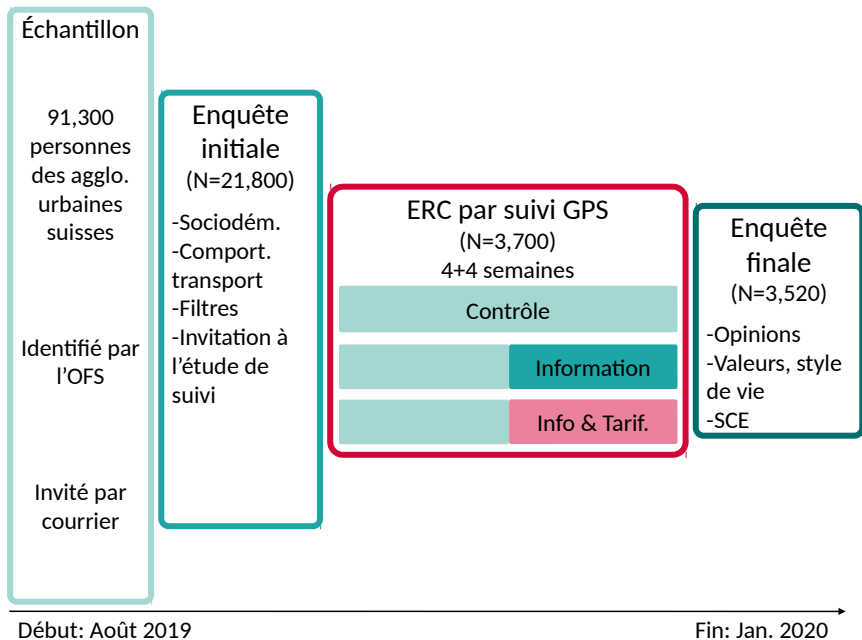 Échantillon
91,300
personnes
des agglo.
urbaines
suisses
Identifié par
l’OFS
Invité par
courrier
Enquête
initiale
(N=21,800)
-Sociodém.
-Comport.
transport
-Filtres
-Invitation à
l’étude de
suivi
ERC par suivi GPS
(N=3,700)
4+4 semaines
Contrôle
Information
Info & Tarif.
Enquête
finale
(N=3,520)
-Opinions
-Valeurs, style
de vie
-SCE
Début: Août 2019
Fin: Jan. 2020